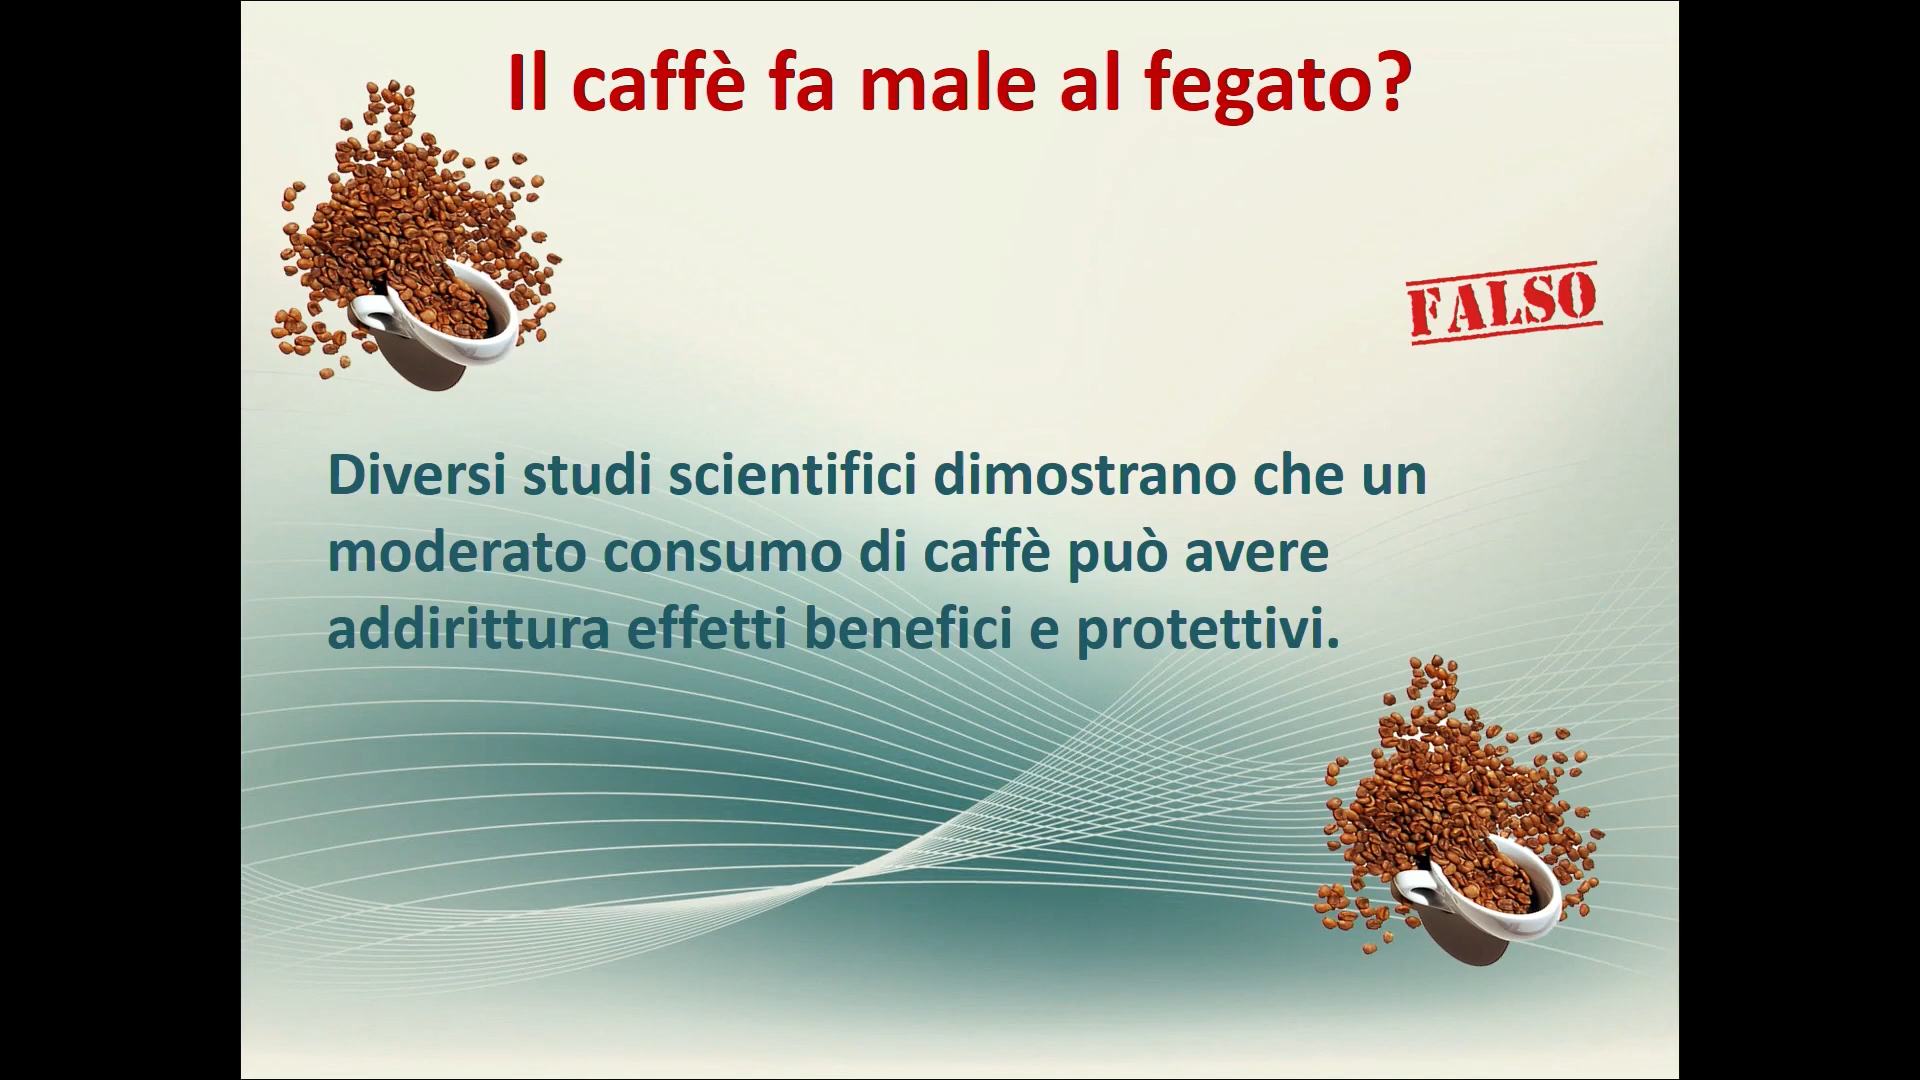 Il caffè fa male al fegato?
FALSO
Diversi studi scientifici dimostrano che un
moderato consumo di caffè può avere
addirittura effetti benefici e protettivi.